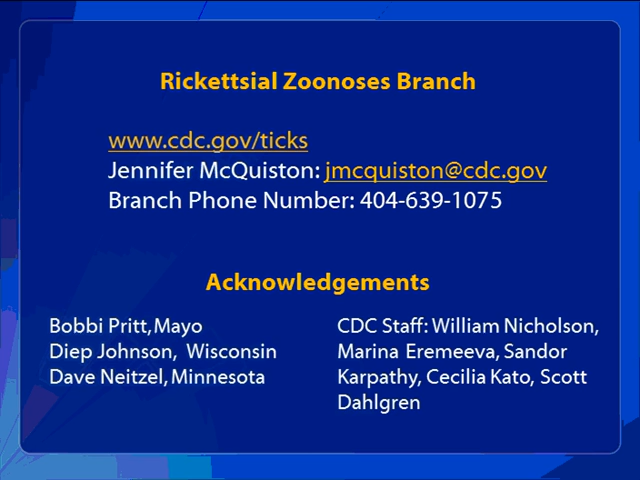 Rickettsial Zoonoses Branch
www.cdc.gov/ticks
Jennifer McQuiston: jmcquiston@cdc.gov
Branch Phone Number: 404-639-1075
Acknowledgements
Bobbi Pritt, Mayo
Diep Johnson, Wisconsin
Dave Neitzel, Minnesota
CDC Staff: William Nicholson,
Marina Eremeeva, Sandor
Karpathy, Cecilia Kato, Scott
Dahlgren